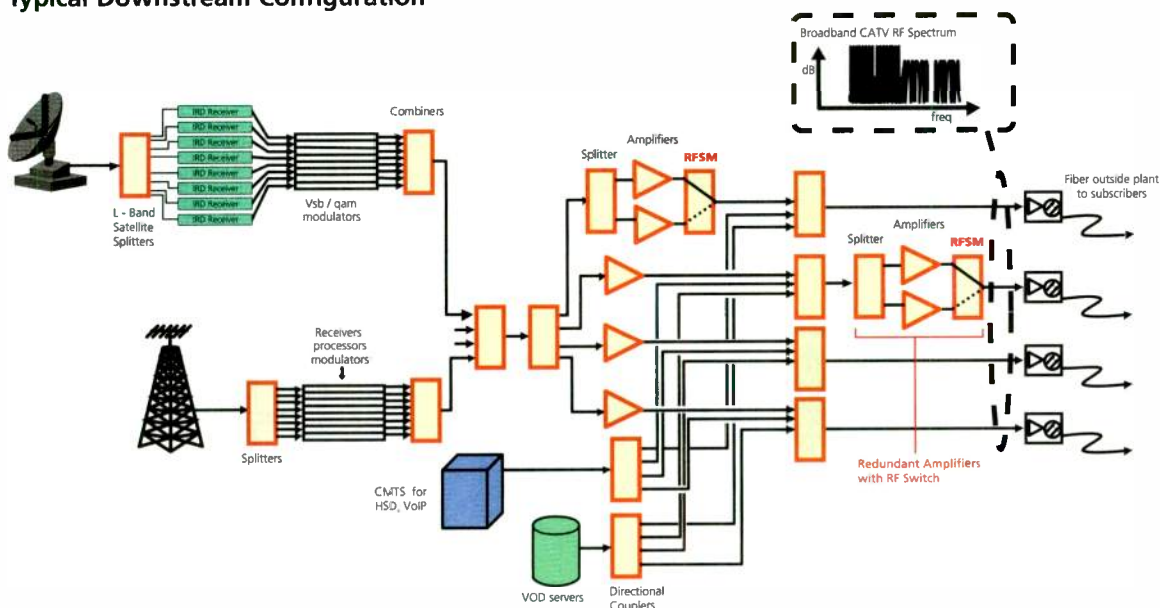 Typical Downstream Configuration
Broadband CATV RF Spectrum
dB
freq
IRD Receiver
IRD Receiver
IRD Receiver
IRD Receiver
IRD Receiver
IRD Receiver
IRD Receiver
Combiners
L - Band
Satellite
Splitters
Vsb / qam
modulators
Splitter
Amplifiers
RFSM
Fiber outside plant
to subscribers
Splitter
Amplifiers
RFSM
Receivers
processors
modulators
Splitters
CMTS for
HSD, VoIP
VOD servers
Directional
Couplers
Redundant Amplifiers
with RF Switch